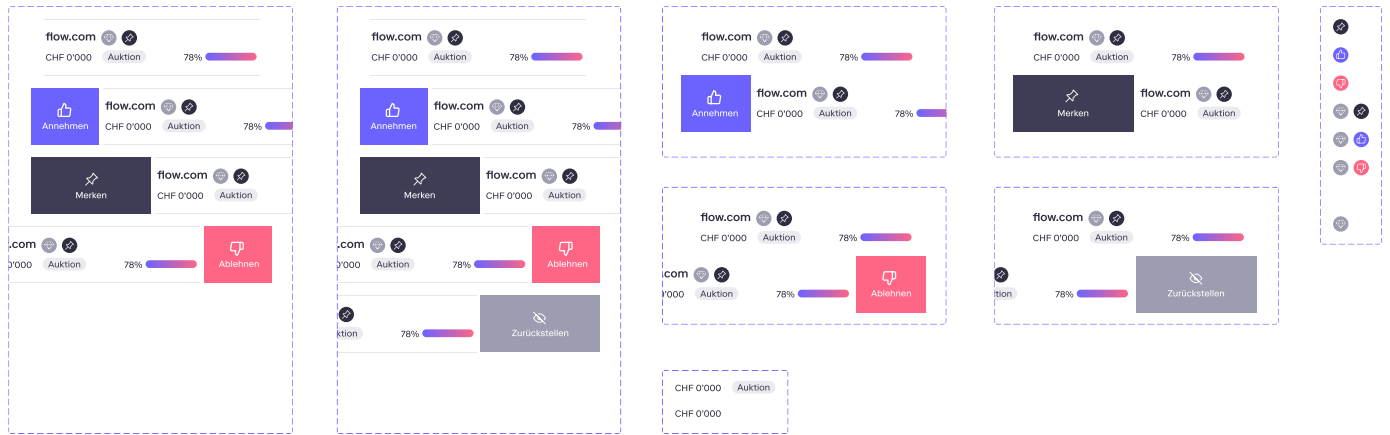 flow.com
CHF 0'000 Auktion 78%
Annehmen
flow.com
CHF 0'000 Auktion 78%
Merken
flow.com
CHF 0'000 Auktion
.com
0'000 Auktion 78%
Ablehnen
flow.com
CHF 0'000 Auktion 78%
Annehmen
flow.com
CHF 0'000 Auktion 78%
Merken
flow.com
CHF 0'000 Auktion
.com
0'000 Auktion 78%
Ablehnen
ktion 78%
Zurückstellen
flow.com
CHF 0'000 Auktion 78%
Annehmen
flow.com
CHF 0'000 Auktion 78%
flow.com
CHF 0'000 Auktion 78%
Merken
flow.com
CHF 0'000 Auktion
flow.com
CHF 0'000 Auktion 78%
.com
'000 Auktion 78%
Ablehnen
flow.com
CHF 0'000 Auktion 78%
tion 78%
Zurückstellen
CHF 0'000 Auktion
CHF 0'000